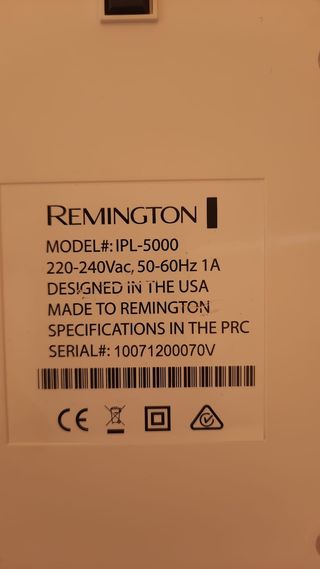 REMINGTON
MODEL#: IPL-5000
220-240Vac, 50-60Hz 1A
DESIGNED IN THE USA
MADE TO REMINGTON
SPECIFICATIONS IN THE PRC
SERIAL#: 10071200070V
CE